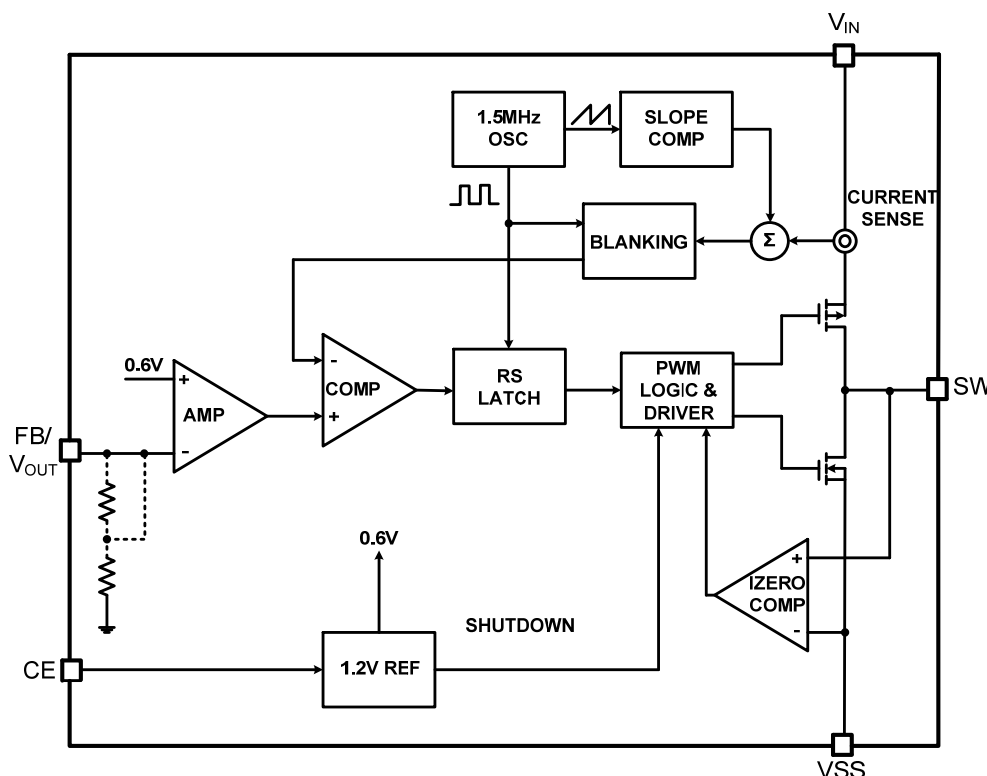 VIN
1.5MHz
OSC
SLOPE
COMP
CURRENT
SENSE
BLANKING
Σ
0.6V
+
AMP
-
-
COMP
+
RS
LATCH
PWM
LOGIC &
DRIVER
SW
FB/
VOUT
0.6V
+
IZERO
COMP
-
SHUTDOWN
CE
1.2V REF
VSS